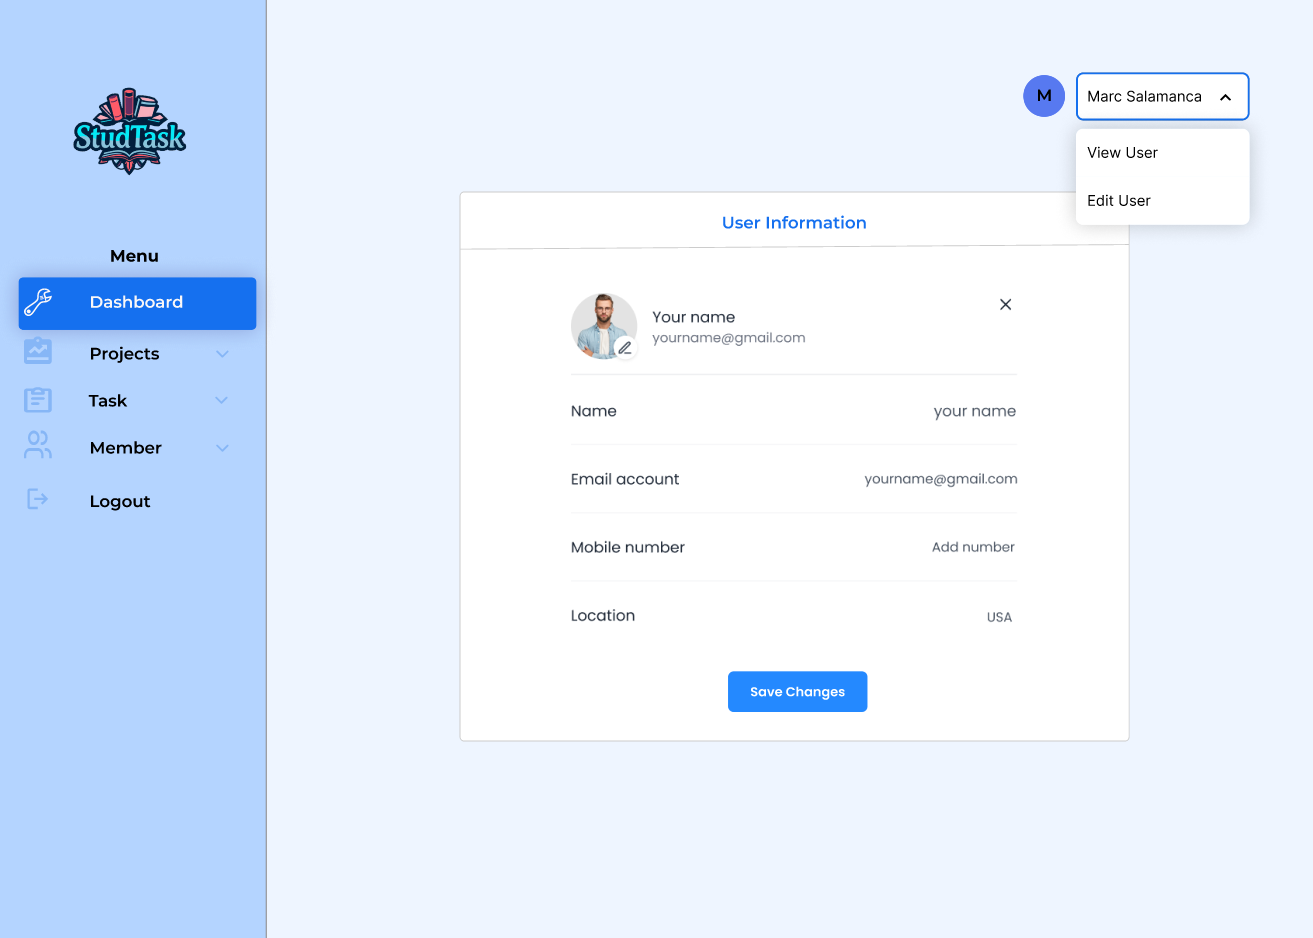 StudTask
Menu
Dashboard
Projects
Task
Member
Logout
M
Marc Salamanca
View User
Edit User
User Information
Your name
yourname@gmail.com
Name your name
Email account yourname@gmail.com
Mobile number Add number
Location USA
Save Changes